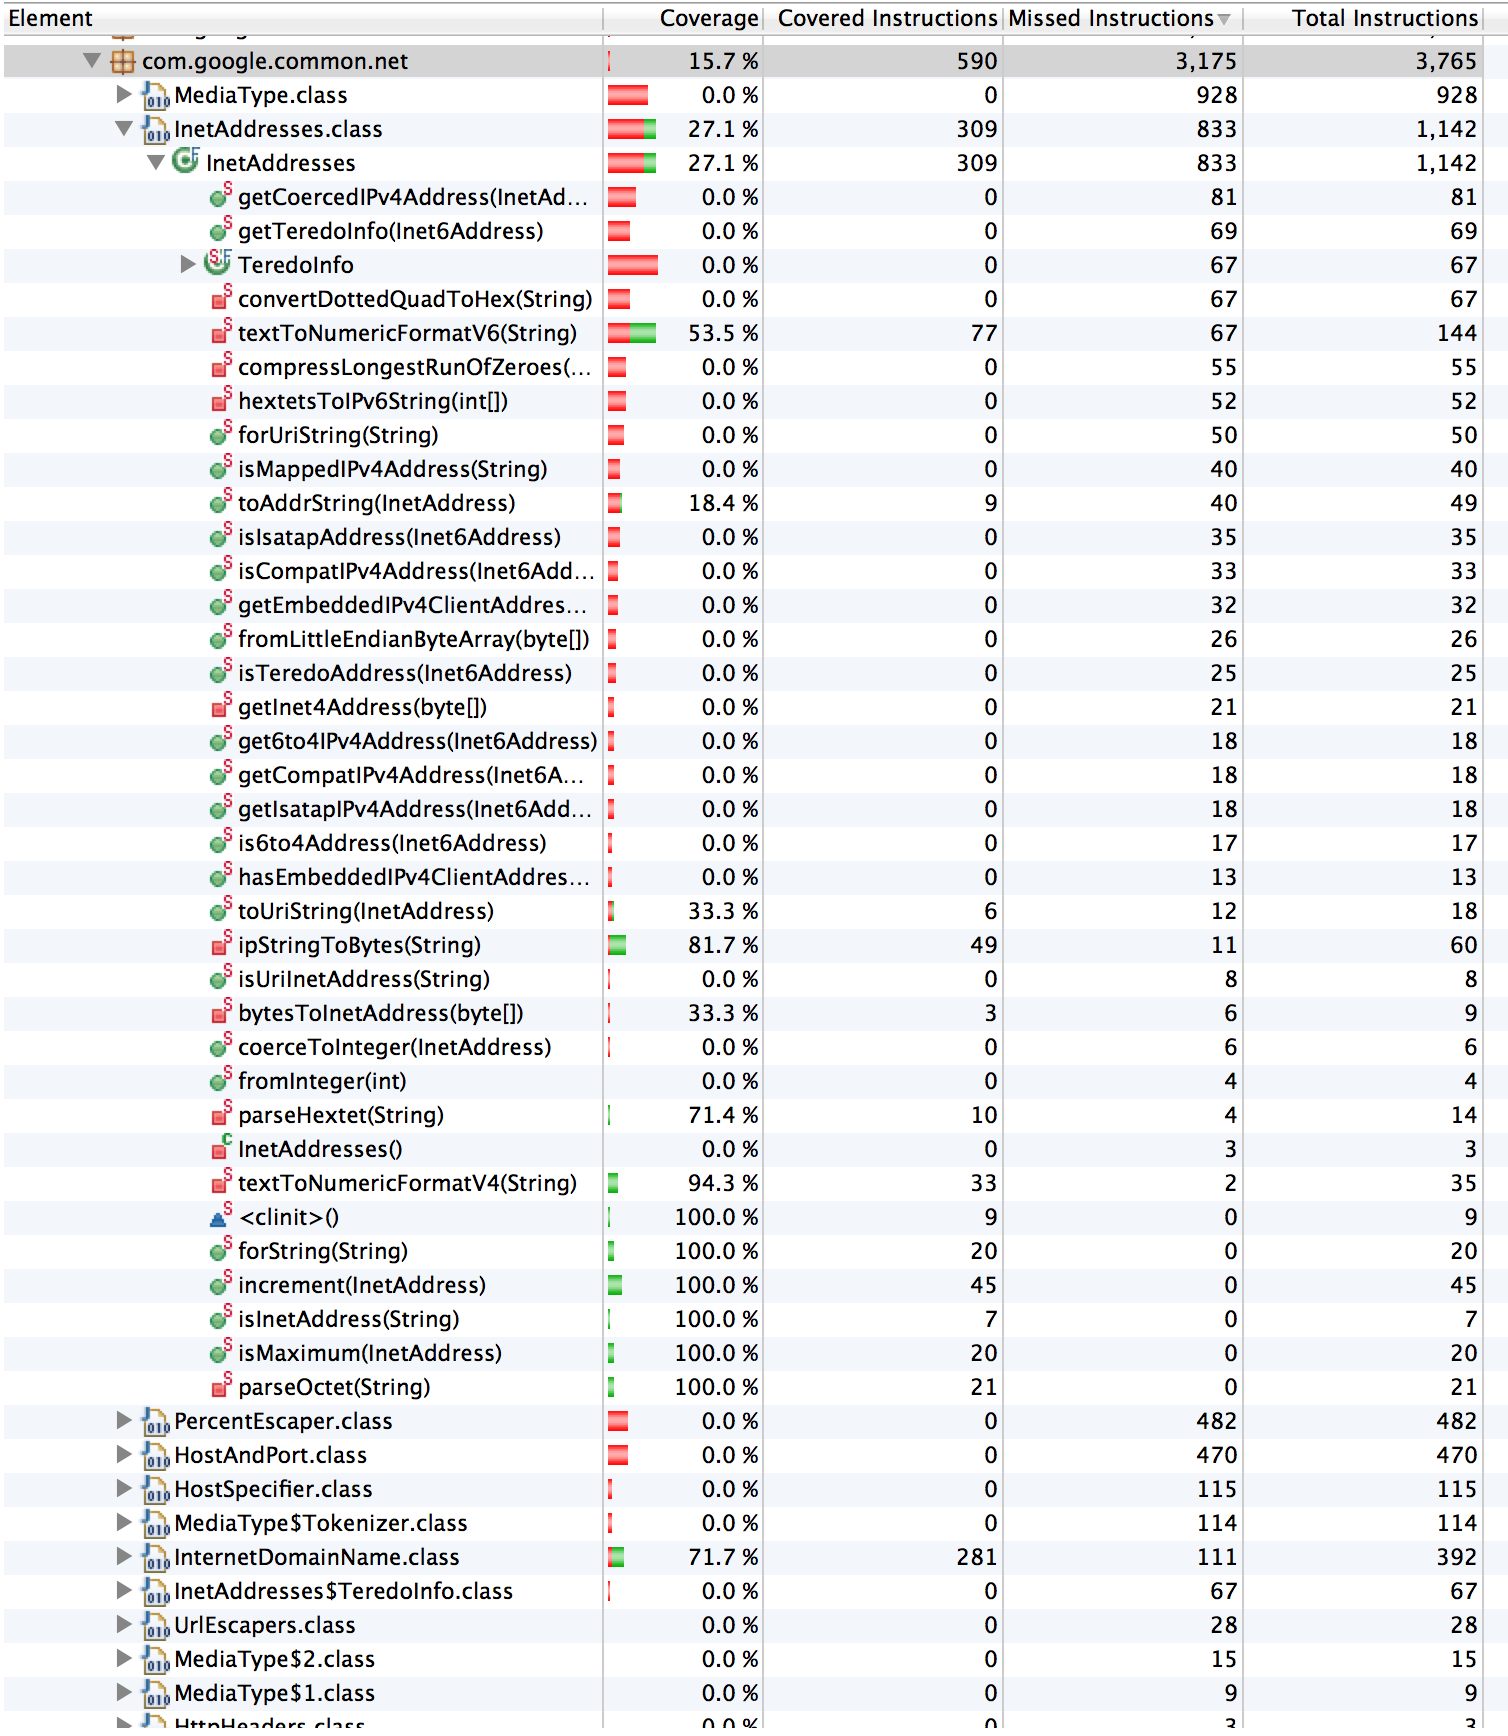 Element Coverage Covered Instructions Missed Instructions Total Instructions
com.google.common.net 15.7 % 590 3,175 3,765
MediaType.class 0.0 % 0 928 928
InetAddresses.class 27.1 % 309 833 1,142
InetAddresses 27.1 % 309 833 1,142
getCoercedIPv4Address(InetAd... 0.0 % 0 81 81
getTeredoInfo(Inet6Address) 0.0 % 0 69 69
TeredoInfo 0.0 % 0 67 67
convertDottedQuadToHex(String) 0.0 % 0 67 67
textToNumericFormatV6(String) 53.5 % 77 67 144
compressLongestRunOfZeroes(... 0.0 % 0 55 55
hextetsToIPv6String(int[]) 0.0 % 0 52 52
forUriString(String) 0.0 % 0 50 50
isMappedIPv4Address(String) 0.0 % 0 40 40
toAddrString(InetAddress) 18.4 % 9 40 49
isIsatapAddress(Inet6Address) 0.0 % 0 35 35
isCompatIPv4Address(Inet6Add... 0.0 % 0 33 33
getEmbeddedIPv4ClientAddres... 0.0 % 0 32 32
fromLittleEndianByteArray(byte[]) 0.0 % 0 26 26
isTeredoAddress(Inet6Address) 0.0 % 0 25 25
getInet4Address(byte[]) 0.0 % 0 21 21
get6to4IPv4Address(Inet6Address) 0.0 % 0 18 18
getCompatIPv4Address(Inet6A... 0.0 % 0 18 18
getIsatapIPv4Address(Inet6Add... 0.0 % 0 18 18
is6to4Address(Inet6Address) 0.0 % 0 17 17
hasEmbeddedIPv4ClientAddres... 0.0 % 0 13 13
toUriString(InetAddress) 33.3 % 6 12 18
ipStringToBytes(String) 81.7 % 49 11 60
isUriInetAddress(String) 0.0 % 0 8 8
bytesToInetAddress(byte[]) 33.3 % 3 6 9
coerceToInteger(InetAddress) 0.0 % 0 6 6
fromInteger(int) 0.0 % 0 4 4
parseHextet(String) 71.4 % 10 4 14
InetAddresses() 0.0 % 0 3 3
textToNumericFormatV4(String) 94.3 % 33 2 35
<clinit>() 100.0 % 9 0 9
forString(String) 100.0 % 20 0 20
increment(InetAddress) 100.0 % 45 0 45
isInetAddress(String) 100.0 % 7 0 7
isMaximum(InetAddress) 100.0 % 20 0 20
parseOctet(String) 100.0 % 21 0 21
PercentEscaper.class 0.0 % 0 482 482
HostAndPort.class 0.0 % 0 470 470
HostSpecifier.class 0.0 % 0 115 115
MediaType$Tokenizer.class 0.0 % 0 114 114
InternetDomainName.class 71.7 % 281 111 392
InetAddresses$TeredoInfo.class 0.0 % 0 67 67
UrlEscapers.class 0.0 % 0 28 28
MediaType$2.class 0.0 % 0 15 15
MediaType$1.class 0.0 % 0 9 9
HttpHeaders.class 0.0 % 0 3 3